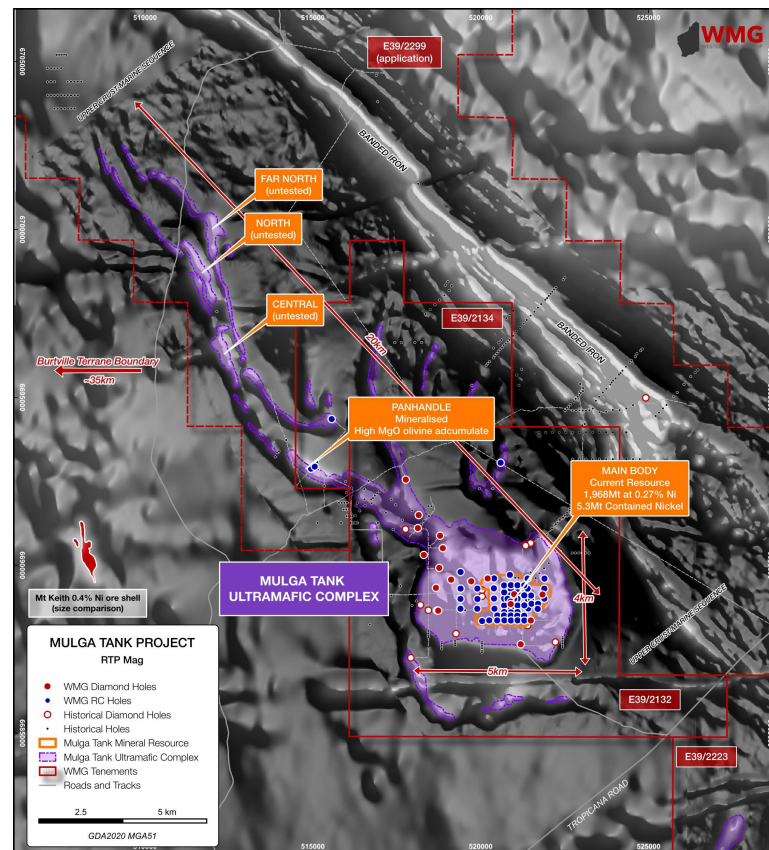 510000
515000
520000
525000
WMG
E39/2299
(application)
6705000
UPPER CRUST-MARINE SEQUENCE
BANDED IRON
FAR NORTH
(untested)
6700000
NORTH
(untested)
CENTRAL
(untested)
E39/2134
BANDED IRON
20km
Burtville Terrane Boundary
~35km
6695000
PANHANDLE
Mineralised
High MgO olivine adcumulate
MAIN BODY
Current Resource
1,968Mt at 0.27% Ni
5.3Mt Contained Nickel
6690000
MULGA TANK
ULTRAMAFIC COMPLEX
Mt Keith 0.4% Ni ore shell
(size comparison)
4km
UPPER CRUST-MARINE SEQUENCE
5km
E39/2132
6685000
E39/2223
TROPICANA ROAD
MULGA TANK PROJECT
RTP Mag
WMG Diamond Holes
WMG RC Holes
Historical Diamond Holes
Historical Holes
Mulga Tank Mineral Resource
Mulga Tank Ultramafic Complex
WMG Tenements
Roads and Tracks
2.5
5 km
GDA2020 MGA51
510000
515000
520000
525000